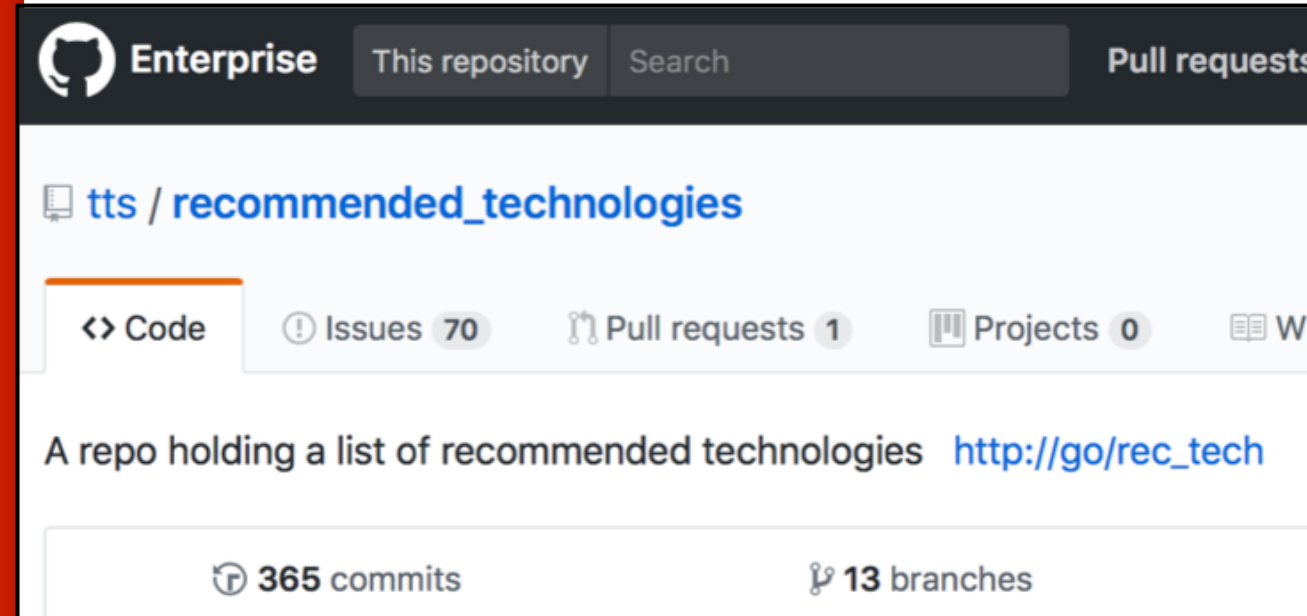 Enterprise This repository Search Pull requests
tts / recommended_technologies
<> Code Issues 70 Pull requests 1 Projects 0 W
A repo holding a list of recommended technologies http://go/rec_tech
365 commits 13 branches